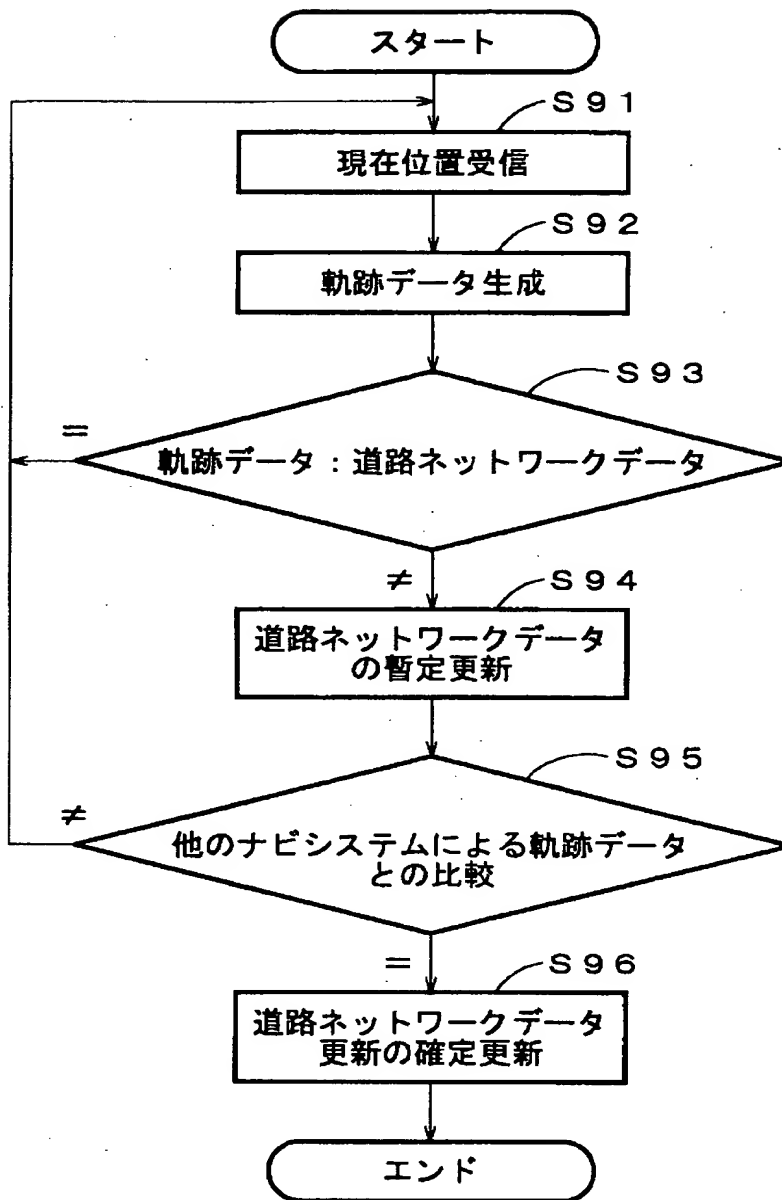 スタート
S91
現在位置受信
S92
軌跡データ生成
S93
=
軌跡データ:道路ネットワークデータ
≠
S94
道路ネットワークデータ
の暫定更新
S95
≠
他のナビシステムによる軌跡データ
との比較
=
S96
道路ネットワークデータ
更新の確定更新
エンド